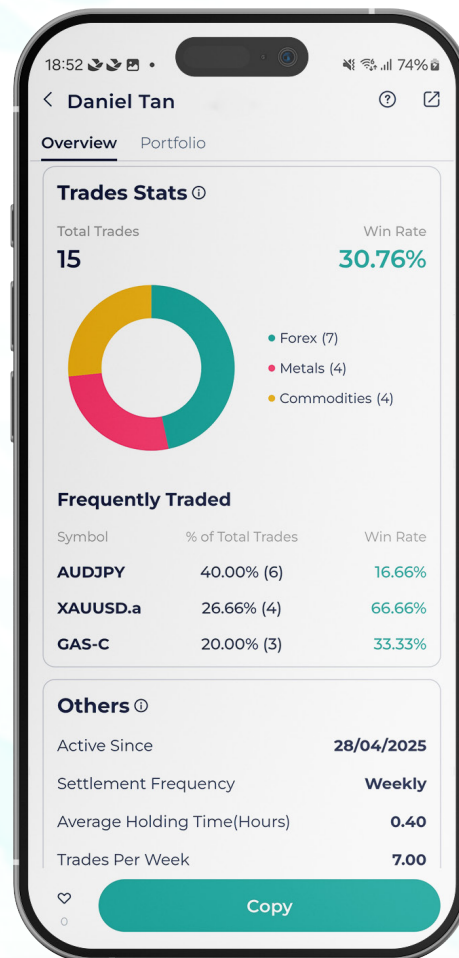 18:52
74%
Daniel Tan
Overview Portfolio
Trades Stats
Total Trades Win Rate
15 30.76%
Forex (7)
Metals (4)
Commodities (4)
Frequently Traded
Symbol % of Total Trades Win Rate
AUDJPY 40.00% (6) 16.66%
XAUUSD.a 26.66% (4) 66.66%
GAS-C 20.00% (3) 33.33%
Others
Active Since 28/04/2025
Settlement Frequency Weekly
Average Holding Time(Hours) 0.40
Trades Per Week 7.00
0
Copy